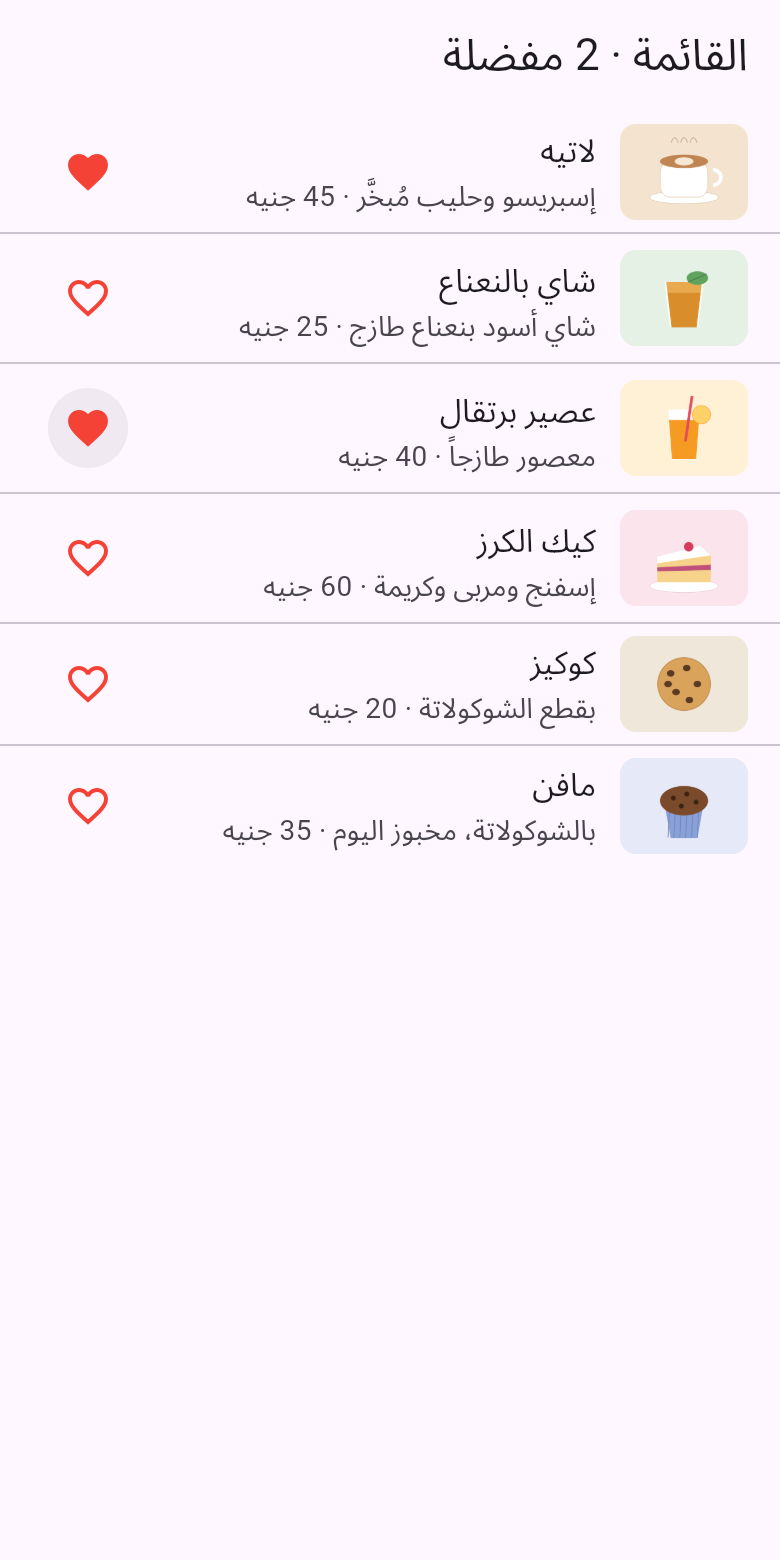 القائمة · 2 مفضلة
لاتيه
إسبريسو وحليب مُبخَّر · 45 جنيه
شاي بالنعناع
شاي أسود بنعناع طازج · 25 جنيه
عصير برتقال
معصور طازجاً · 40 جنيه
كيك الكرز
إسفنج ومربى وكريمة · 60 جنيه
كوكيز
بقطع الشوكولاتة · 20 جنيه
مافن
بالشوكولاتة، مخبوز اليوم · 35 جنيه